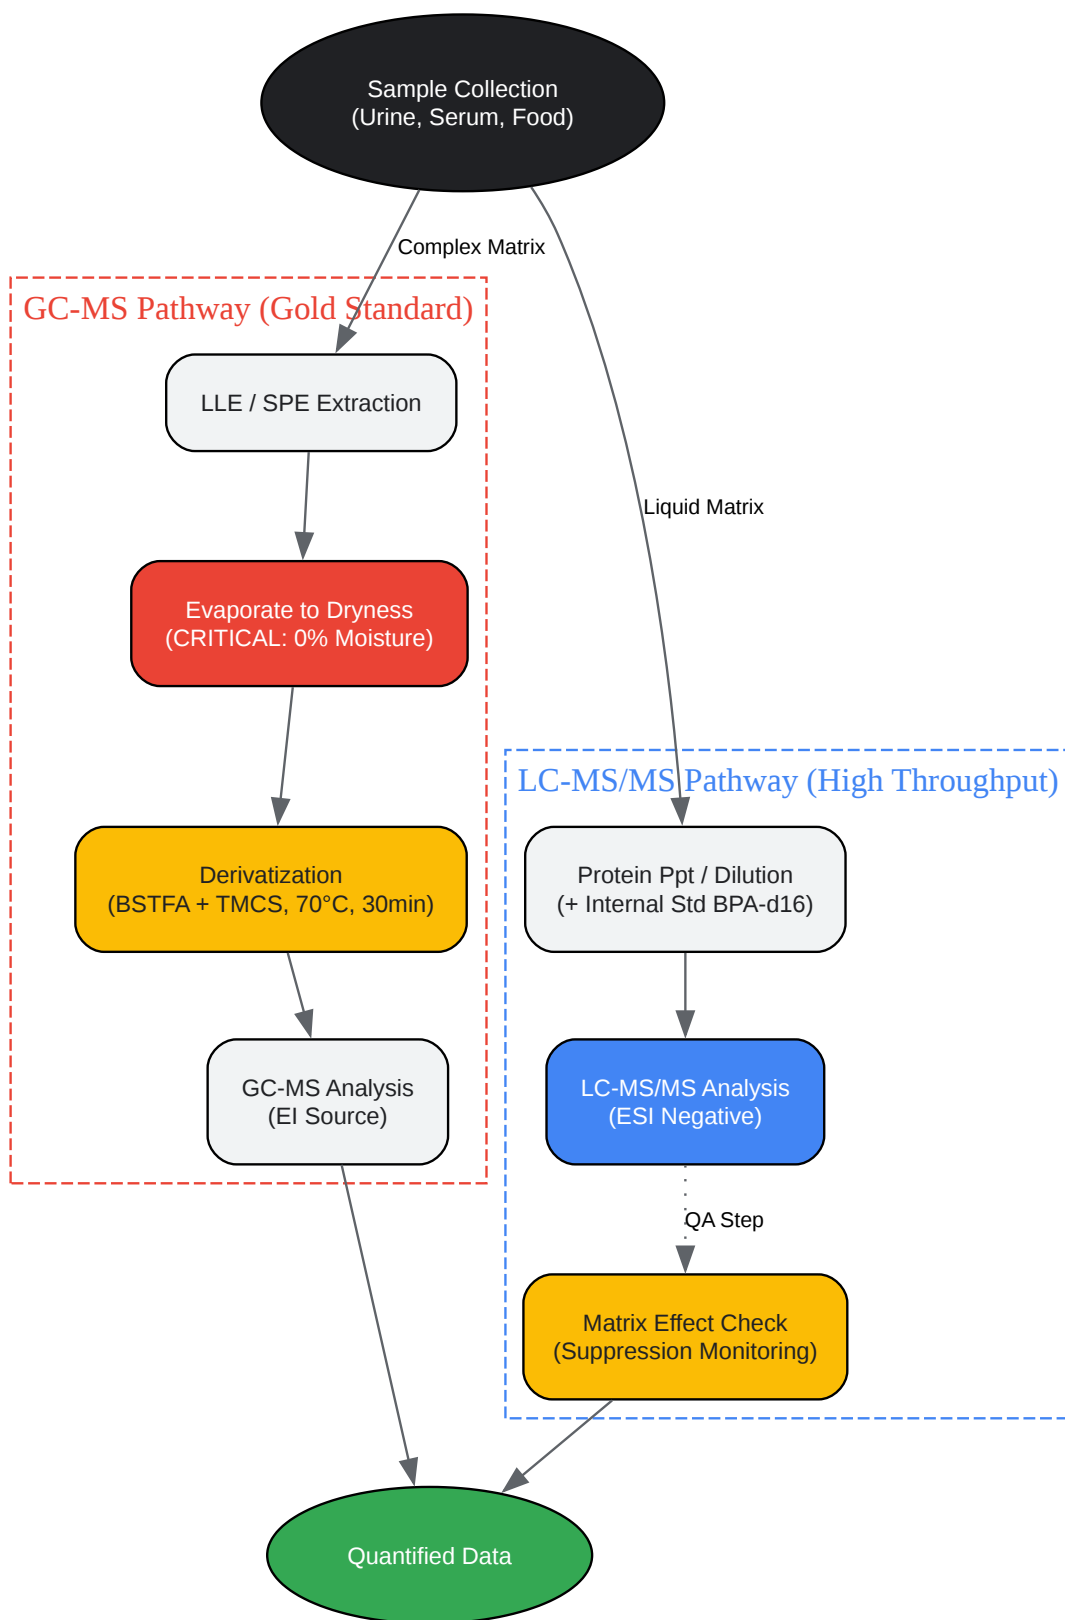 Sample Collection
(Urine, Serum, Food)
Complex Matrix
GC-MS Pathway (Gold Standard)
LLE / SPE Extraction
Liquid Matrix
Evaporate to Dryness
(CRITICAL: 0% Moisture)
LC-MS/MS Pathway (High Throughput)
Derivatization
(BSTFA + TMCS, 70°C, 30min)
Protein Ppt / Dilution
(+ Internal Std BPA-d16)
GC-MS Analysis
(EI Source)
LC-MS/MS Analysis
(ESI Negative)
QA Step
Matrix Effect Check
(Suppression Monitoring)
Quantified Data